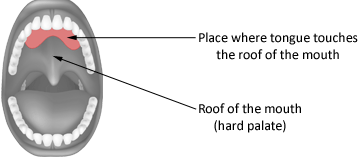 Place where tongue touches
the roof of the mouth
Roof of the mouth
(hard palate)